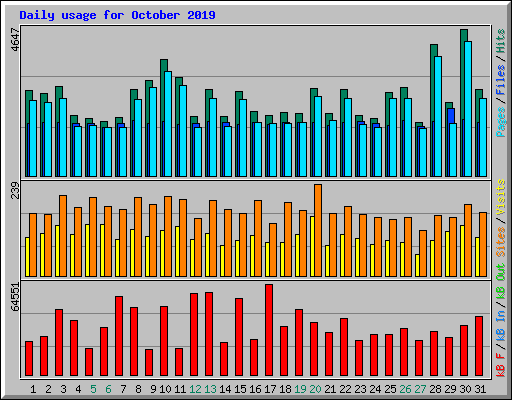 Daily usage for October 2019
4647
239
64551
Pages / Files / Hits
Sites / Visits
kB F / kB In / kB Out
1 2 3 4 5 6 7 8 9 10 11 12 13 14 15 16 17 18 19 20 21 22 23 24 25 26 27 28 29 30 31